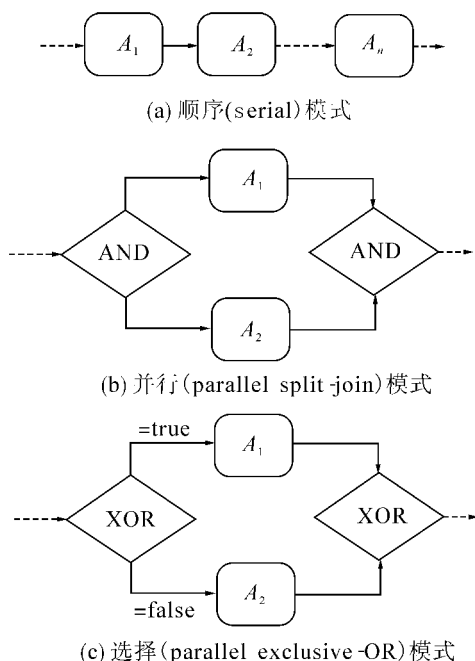 A1 A2 An
(a) 顺序(serial)模式
A1
AND AND
A2
(b) 并行(parallel split-join)模式
=true A1
XOR XOR
=false A2
(c) 选择(parallel exclusive-OR)模式